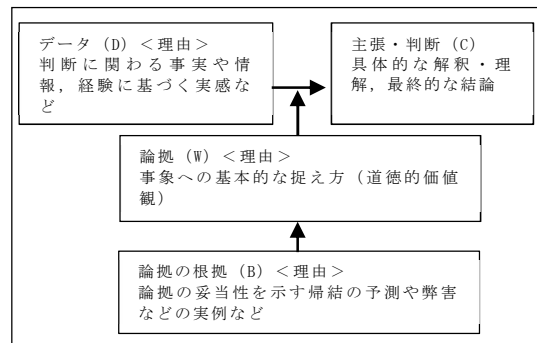 データ（D）＜理由＞
判断に関わる事実や情
報，経験に基づく実感な
ど
主張・判断（C）
具体的な解釈・理
解，最終的な結論
論拠（W）＜理由＞
事象への基本的な捉え方（道徳的価値
観）
論拠の根拠（B）＜理由＞
論拠の妥当性を示す帰結の予測や弊害
などの実例など